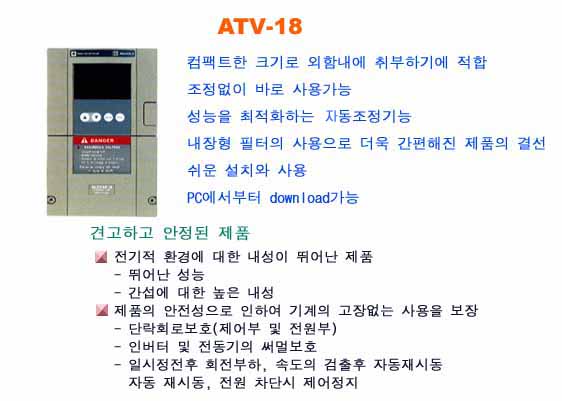 ATV-18
컴팩트한 크기로 외함내에 취부하기에 적합
조정없이 바로 사용가능
성능을 최적화하는 자동조정기능
내장형 필터의 사용으로 더욱 간편해진 제품의 결선
쉬운 설치와 사용
PC에서부터 download가능
DANGER
견고하고 안정된 제품
전기적 환경에 대한 내성이 뛰어난 제품
- 뛰어난 성능
- 간섭에 대한 높은 내성
제품의 안전성으로 인하여 기계의 고장없는 사용을 보장
- 단락회로보호(제어부 및 전원부)
- 인버터 및 전동기의 써멀보호
- 일시정전후 회전부하, 속도의 검출후 자동재시동
자동 재시동, 전원 차단시 제어정지